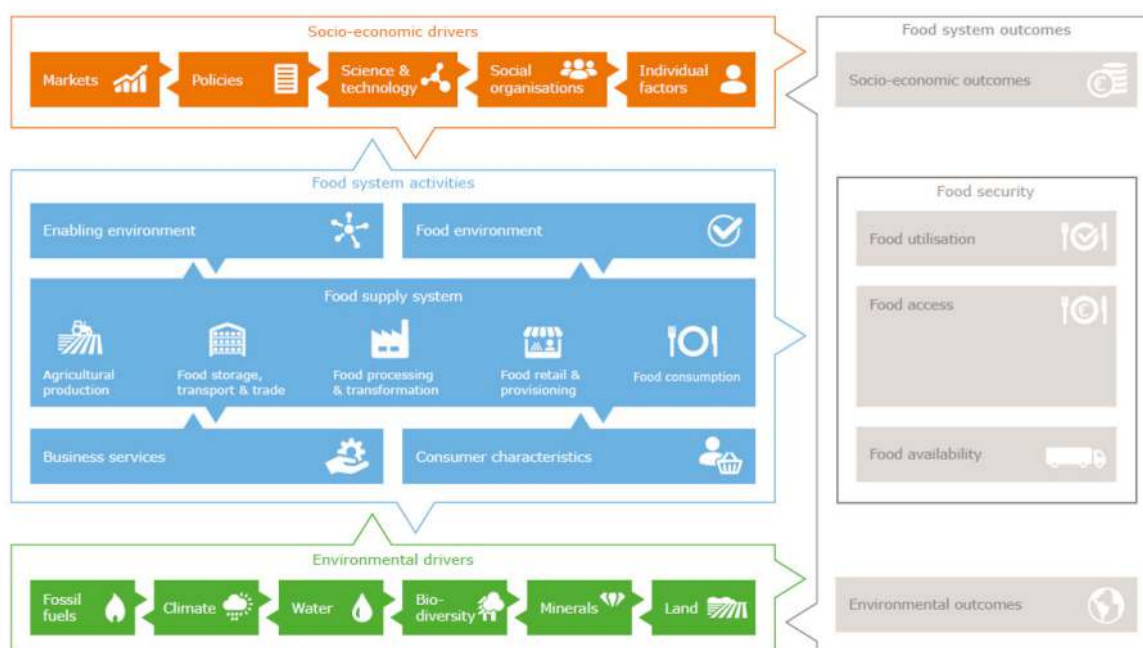 Socio-economic drivers
Markets
Policies
Science &
technology
Social
organisations
Individual
factors
Food system activities
Enabling environment
Food environment
Food supply system
Agricultural
production
Food storage,
transport & trade
Food processing
& transformation
Food retail &
provisioning
Food consumption
Business services
Consumer characteristics
Environmental drivers
Fossil
fuels
Climate
Water
Bio-
diversity
Minerals
Land
Food system outcomes
Socio-economic outcomes
€
Food security
Food utilisation
Food access
€
Food availability
Environmental outcomes